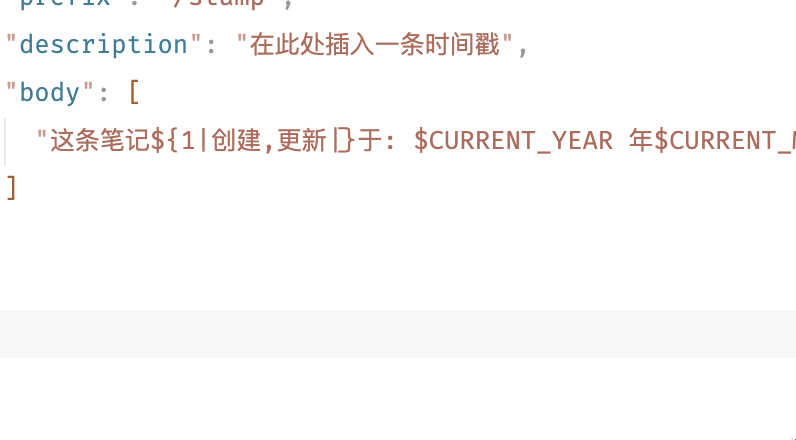 "prefix": "/stamp",
"description": "在此处插入一条时间戳",
"body": [
"这条笔记${1|创建,更新|}于: $CURRENT_YEAR 年$CURRENT_
]